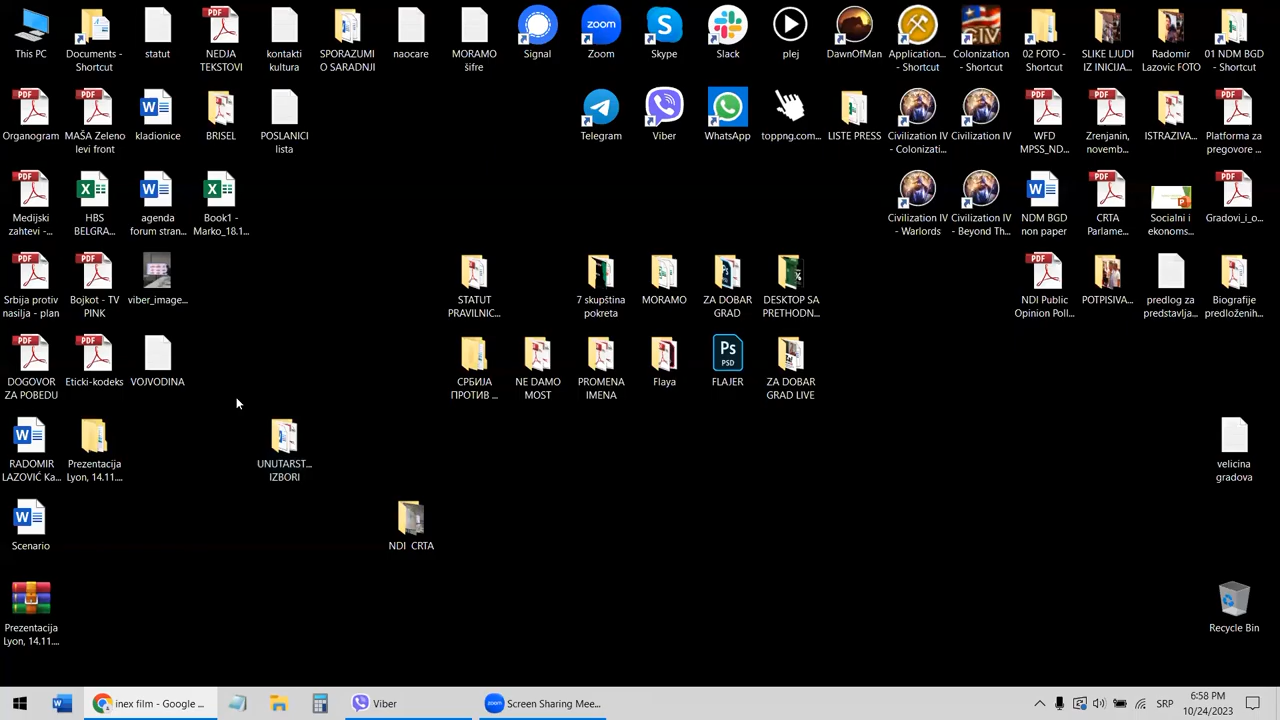 This PC
Documents -
Shortcut
statut
NEDJA
TEKSTOVI
kontakti
kultura
SPORAZUMI
O SARADNJI
naocare
MORAMO
šifre
Signal
zoom
Zoom
Skype
Slack
plej
DawnOfMan
Application...
- Shortcut
Colonization
- Shortcut
02 FOTO -
Shortcut
SLIKE LJUDI
IZ INICIJA...
Radomir
Lazovic FOTO
01 NDM BGD
- Shortcut
Organogram
MAŠA Zeleno
levi front
kladionice
BRISEL
POSLANICI
lista
Telegram
Viber
WhatsApp
toppng.com...
LISTE PRESS
Civilization IV
- Colonizati...
Civilization IV
WFD
MPSS_ND...
Zrenjanin,
novemb...
ISTRAZIVA...
Platforma za
pregovore ...
Medijski
zahtevi -...
HBS
BELGRA...
agenda
forum stran...
Book1 -
Marko_18.1...
Civilization IV
- Warlords
Civilization IV
- Beyond Th...
NDM BGD
non paper
CRTA
Parlame...
Socialni i
ekonoms...
Gradovi_i_o...
Srbija protiv
nasilja - plan
Bojkot - TV
PINK
viber_image...
STATUT
PRAVILNIC...
7 skupština
pokreta
MORAMO
ZA DOBAR
GRAD
DESKTOP SA
PRETHODN...
NDI Public
Opinion Poll...
POTPISIVA...
predlog za
predstavlja...
Biografije
predloženih...
DOGOVOR
ZA POBEDU
Eticki-kodeks
VOJVODINA
СРБИЈА
ПРОТИВ ...
NE DAMO
MOST
PROMENA
IMENA
Flaya
Ps
PSD
FLAJER
ZA DOBAR
GRAD LIVE
RADOMIR
LAZOVIĆ Ka...
Prezentacija
Lyon, 14.11....
UNUTARST...
IZBORI
velicina
gradova
Scenario
NDI CRTA
Prezentacija
Lyon, 14.11....
Recycle Bin
inex film - Google ...
Viber
zoom
Screen Sharing Mee...
SRP
6:58 PM
10/24/2023